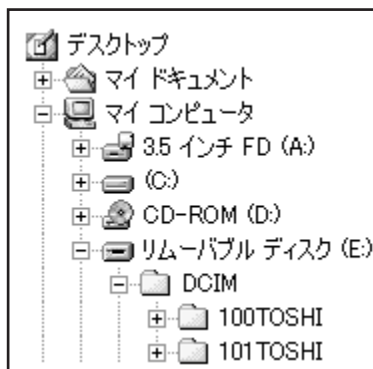 デスクトップ
マイ ドキュメント
マイ コンピュータ
3.5 インチ FD (A:)
(C:)
CD-ROM (D:)
リムーバブル ディスク (E:)
DCIM
100TOSHI
101TOSHI